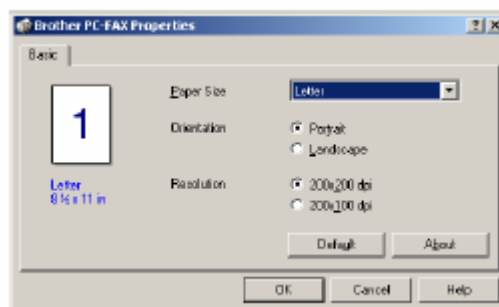 Brother PC-FAX Properties
Basic
1
Letter
8 ½ x 11 in
Paper Size
Letter
Orientation
Portrait
Landscape
Resolution
200x200 dpi
200x100 dpi
Default
About
OK
Cancel
Help